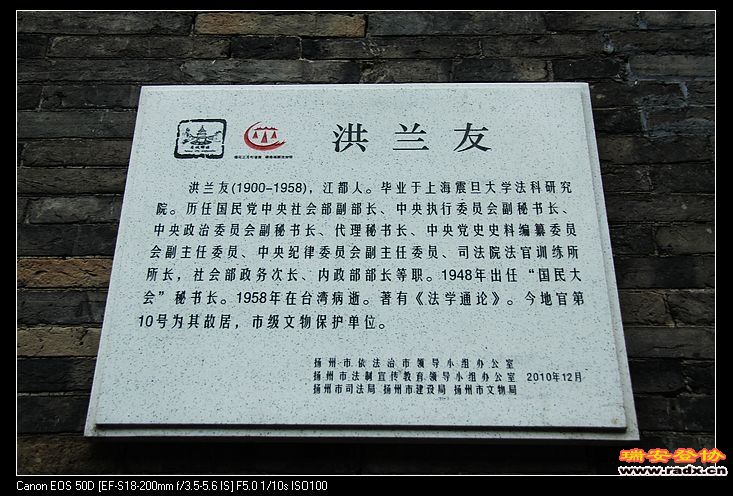 洪兰友
洪兰友(1900-1958)，江都人。毕业于上海震旦大学法科研究
院。历任国民党中央社会部副部长、中央执行委员会副秘书长、
中央政治委员会副秘书长、代理秘书长、中央党史史料编纂委员
会副主任委员、中央纪律委员会副主任委员、司法院法官训练所
所长，社会部政务次长、内政部部长等职。1948年出任“国民大
会”秘书长。1958年在台湾病逝。著有《法学通论》。今地官第
10号为其故居，市级文物保护单位。
扬州市依法治市领导小组办公室
扬州市法制宣传教育领导小组办公室 2010年12月
扬州市司法局 扬州市建设局 扬州市文物局
瑞安登协
www.radx.cn
Canon EOS 50D [EF-S18-200mm f/3.5-5.6 IS] F5.0 1/10s ISO100